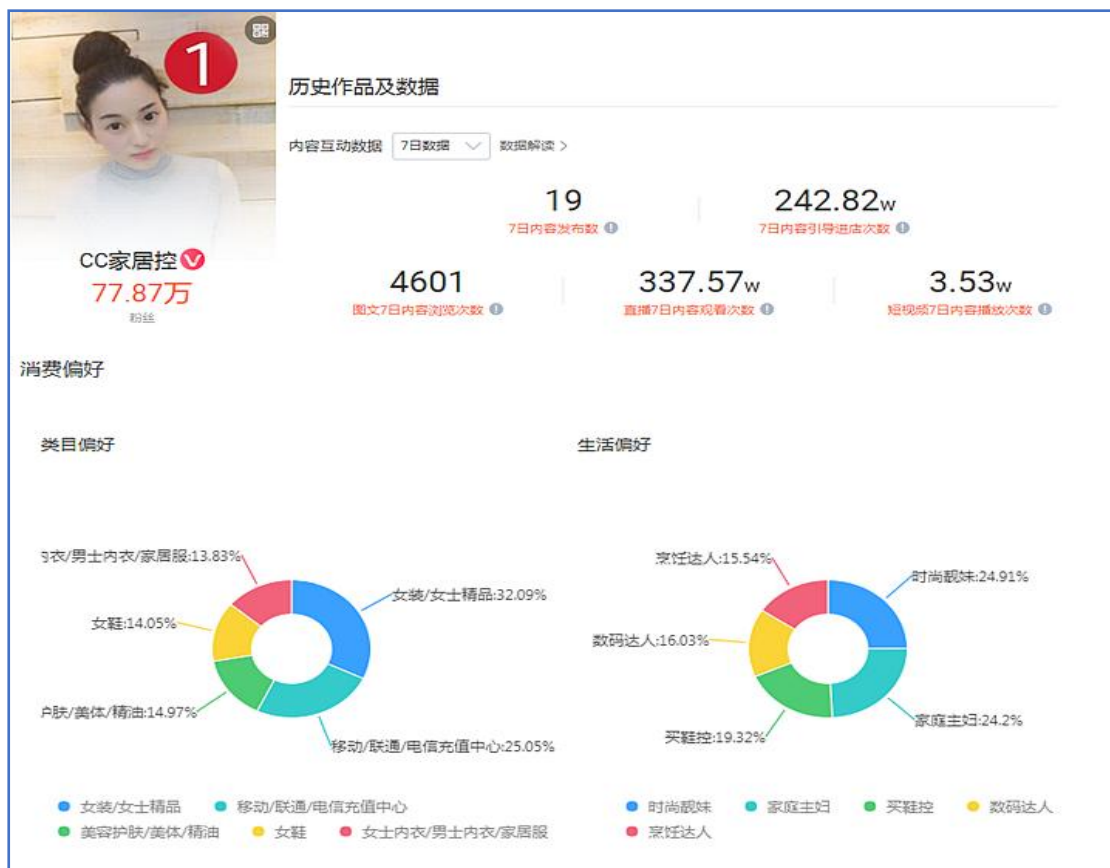 1
历史作品及数据
内容互动数据 7日数据 数据解读 >
19 242.82w
7日内容发布数 7日内容引导进店次数
CC家居控
77.87万
粉丝
4601 337.57w 3.53w
图文7日内容浏览次数 直播7日内容观看次数 短视频7日内容播放次数
消费偏好
类目偏好 生活偏好
衣/男士内衣/家居服:13.83%
女装/女士精品:32.09%
女鞋:14.05%
肤/美体/精油:14.97%
移动/联通/电信充值中心:25.05%
烹饪达人:15.54%
时尚靓妹:24.91%
数码达人:16.03%
家庭主妇:24.2%
买鞋控:19.32%
女装/女士精品 移动/联通/电信充值中心
美容护肤/美体/精油 女鞋 女士内衣/男士内衣/家居服
时尚靓妹 家庭主妇 买鞋控 数码达人
烹饪达人